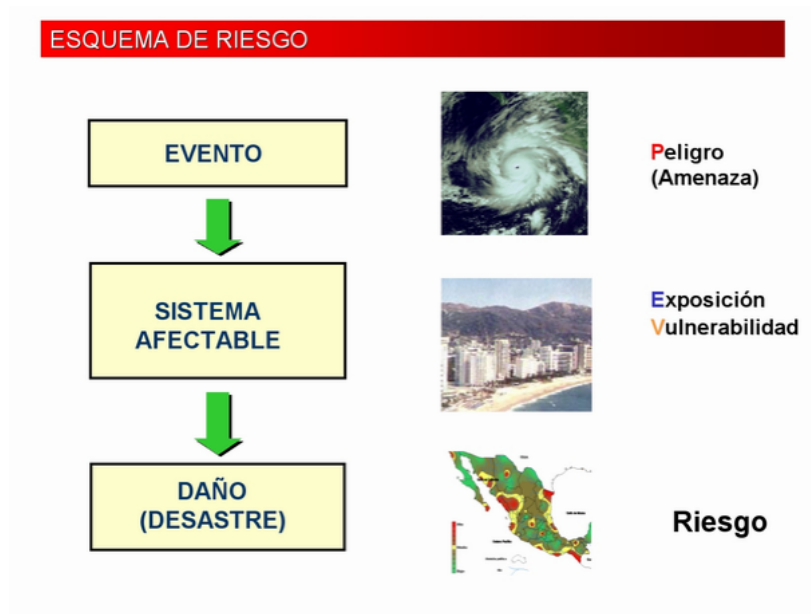 ESQUEMA DE RIESGO
EVENTO
Peligro
(Amenaza)
SISTEMA
AFECTABLE
Exposición
Vulnerabilidad
DAÑO
(DESASTRE)
Riesgo